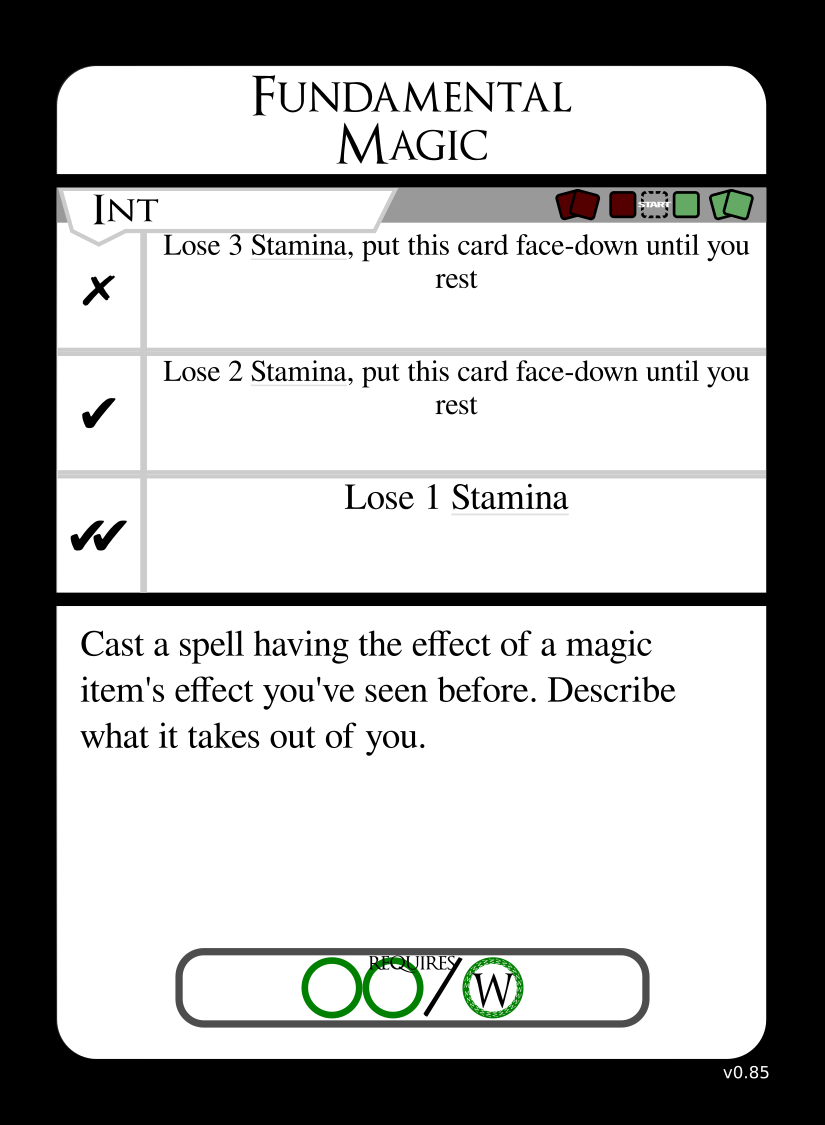 Fundamental
Magic
Int
START
Lose 3 Stamina, put this card face-down until you
rest
✗
Lose 2 Stamina, put this card face-down until you
rest
✔
Lose 1 Stamina
✔✔
Cast a spell having the effect of a magic
item's effect you've seen before. Describe
what it takes out of you.
REQUIRES
/ W
v0.85